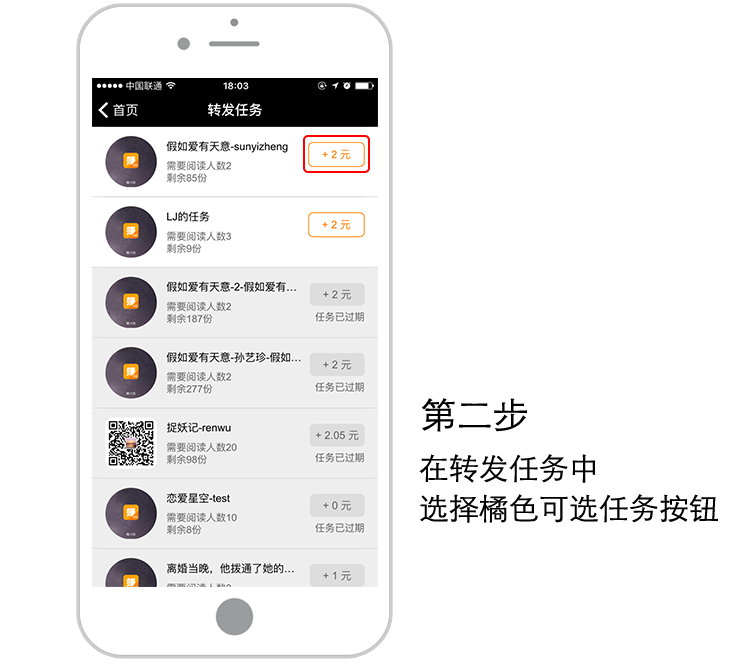 中国联通
18:03
首页
转发任务
假如爱有天意-sunyizheng
+ 2 元
需要阅读人数2
剩余85份
LJ的任务
+ 2 元
需要阅读人数3
剩余9份
假如爱有天意-2-假如爱有...
+ 2 元
需要阅读人数2
剩余187份
任务已过期
假如爱有天意-孙艺珍-假如...
+ 2 元
需要阅读人数2
剩余277份
任务已过期
捉妖记-renwu
+ 2.05 元
需要阅读人数20
剩余98份
任务已过期
恋爱星空-test
+ 0 元
需要阅读人数10
剩余8份
任务已过期
离婚当晚，他拨通了她的...
+ 1 元
第二步
在转发任务中
选择橘色可选任务按钮